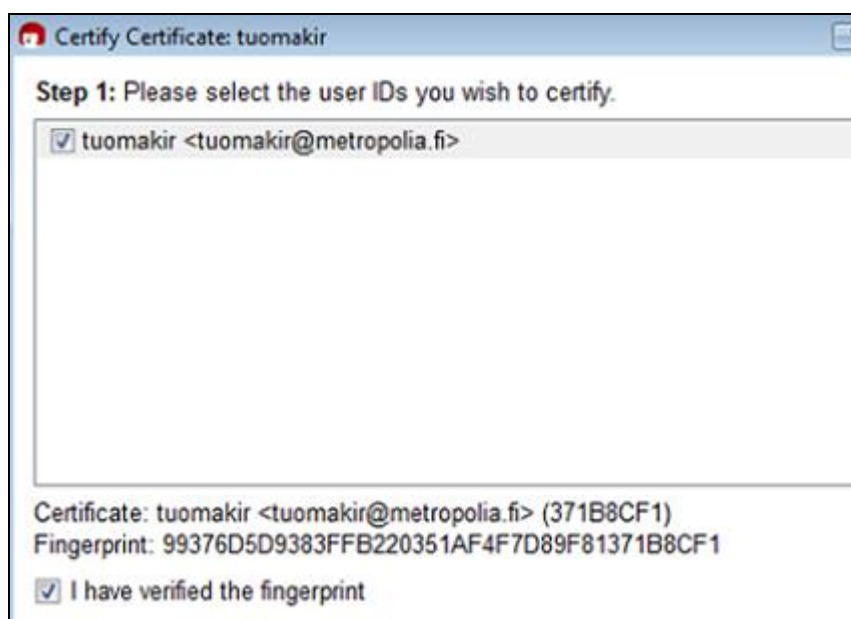 Certify Certificate: tuomakir
Step 1: Please select the user IDs you wish to certify.
tuomakir <tuomakir@metropolia.fi>
Certificate: tuomakir <tuomakir@metropolia.fi> (371B8CF1)
Fingerprint: 99376D5D9383FFB220351AF4F7D89F81371B8CF1
I have verified the fingerprint